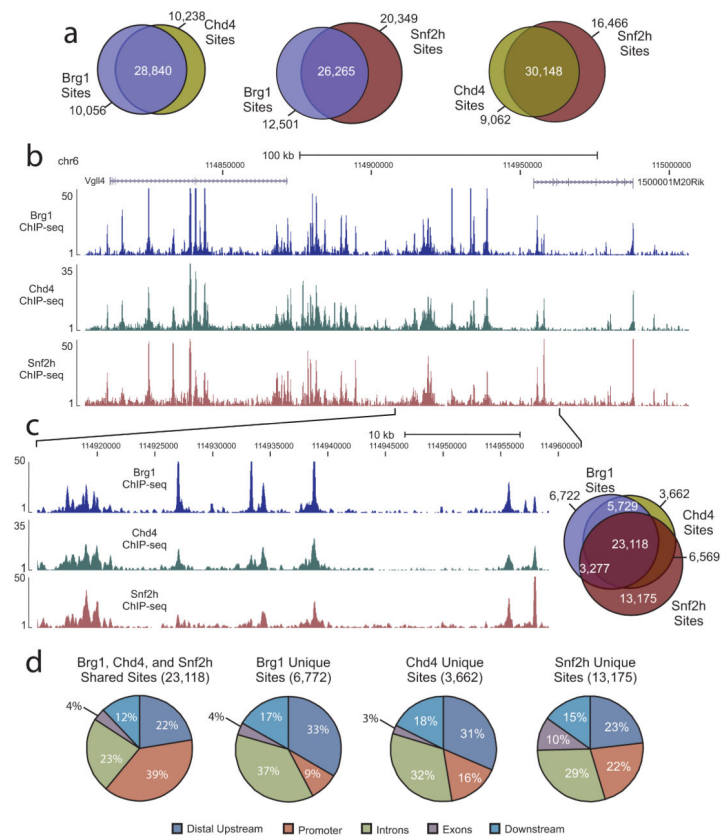 a
10,238
Chd4
Sites
28,840
Brg1
Sites
10,056
20,349
Snf2h
Sites
26,265
Brg1
Sites
12,501
16,466
Snf2h
Sites
30,148
Chd4
Sites
9,062
b
chr6
100 kb
114850000 114900000 114950000 115000000
Vgll4
1500001M20Rik
50
Brg1
ChIP-seq
1
35
Chd4
ChIP-seq
1
50
Snf2h
ChIP-seq
1
c
10 kb
114920000 114925000 114930000 114935000 114940000 114945000 114950000 114955000 114960000
50
Brg1
ChIP-seq
1
35
Chd4
ChIP-seq
1
50
Snf2h
ChIP-seq
1
Brg1
Sites
6,722
5,729
3,662
Chd4
Sites
23,118
6,569
3,277
13,175
Snf2h
Sites
d
Brg1, Chd4, and Snf2h
Shared Sites (23,118)
4%
12%
22%
23%
39%
Brg1 Unique
Sites (6,772)
4%
17%
33%
37%
9%
Chd4 Unique
Sites (3,662)
3%
18%
31%
32%
16%
Snf2h Unique
Sites (13,175)
15%
23%
10%
29%
22%
Distal Upstream Promoter Introns Exons Downstream